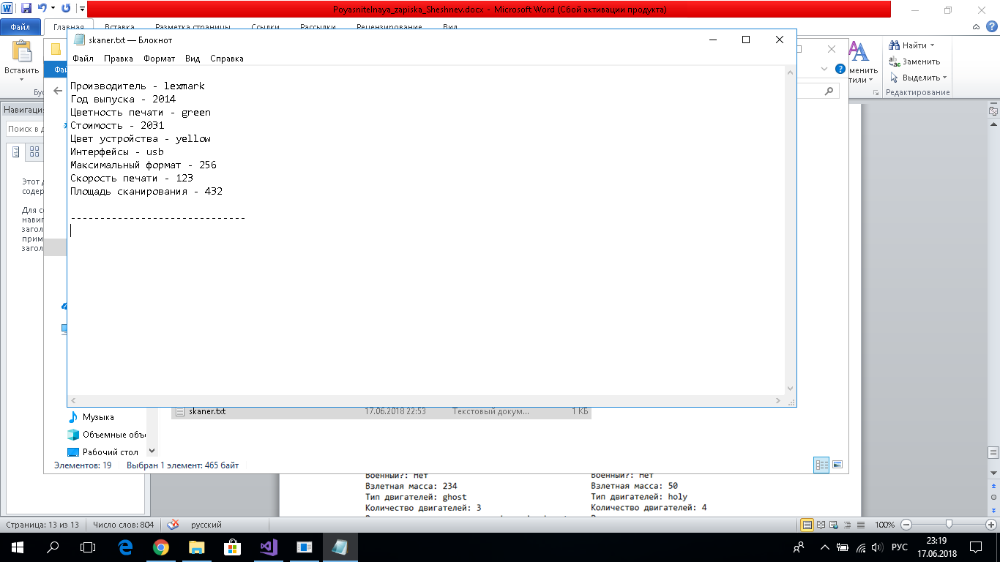 Poyasnitelnaya_zapiska_Sheshnev.docx - Microsoft Word (Сбой активации продукта)
Файл Главная Вставка Разметка страницы Ссылки Рассылки Рецензирование Вид
skaner.txt — Блокнот
Файл Правка Формат Вид Справка
Вставить
Найти
Заменить
Выделить
Редактирование
Навигация
Поиск в д
Производитель - lexmark
Год выпуска - 2014
Цветность печати - green
Стоимость - 2031
Цвет устройства - yellow
Интерфейсы - usb
Максимальный формат - 256
Скорость печати - 123
Площадь сканирования - 432
------------------------------
Этот д
содер
Для со
навиг
загол
прим
загол
skaner.txt 17.06.2018 22:53 Текстовый докум... 1 КБ
Музыка
Объемные объ
Рабочий стол
Элементов: 19 Выбран 1 элемент: 465 байт
Военный?: Нет
Взлетная масса: 234
Тип двигателей: ghost
Количество двигателей: 3
Военный?: Нет
Взлетная масса: 50
Тип двигателей: holy
Количество двигателей: 4
Страница: 13 из 13 Число слов: 804 русский 100%
РУС
23:19
17.06.2018